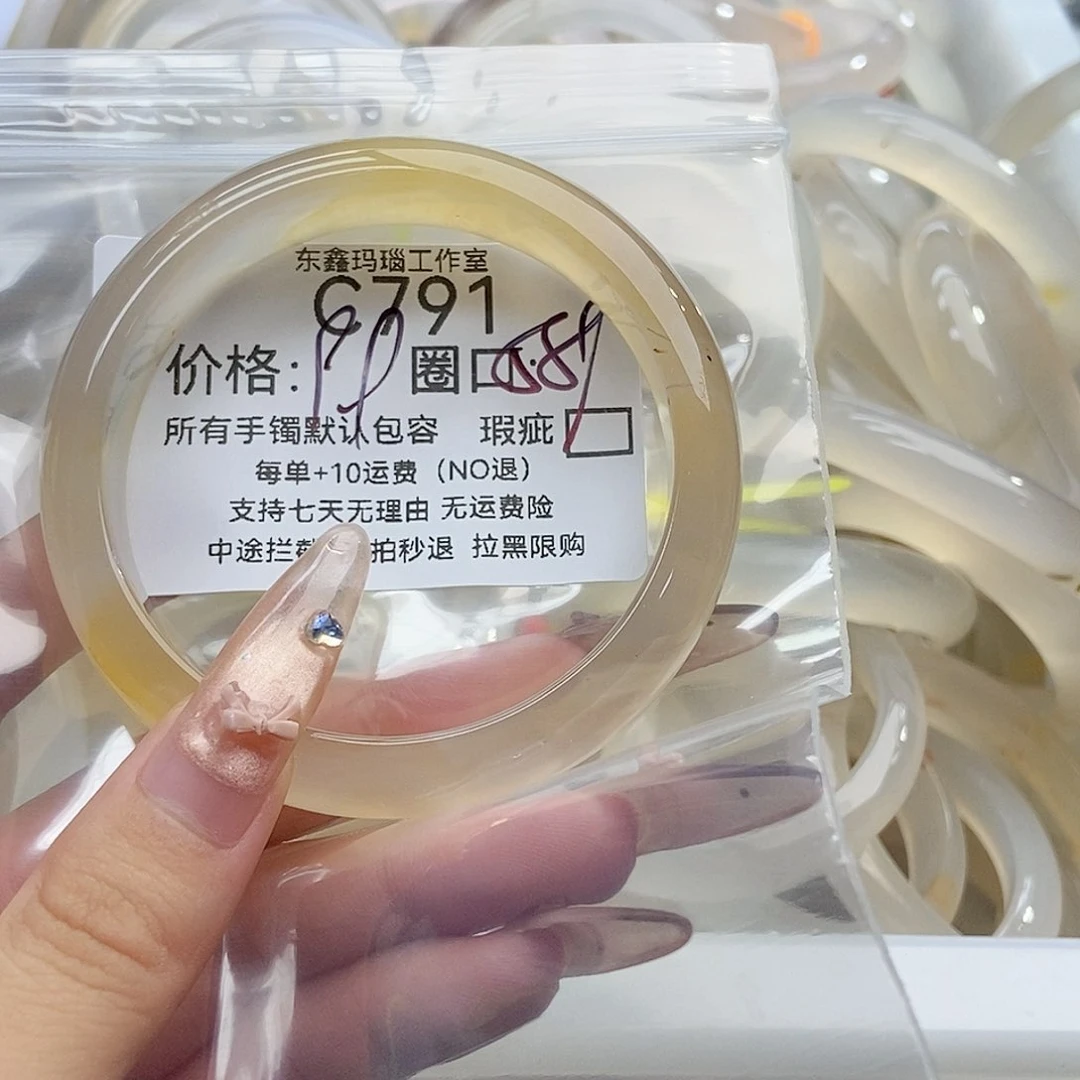 东鑫玛瑙工作室
C791
价格: 圈口: 58
所有手镯默认包容 瑕疵
每单+10运费（NO退）
支持七天无理由 无运费险
中途拦截 拍秒退 拉黑限购